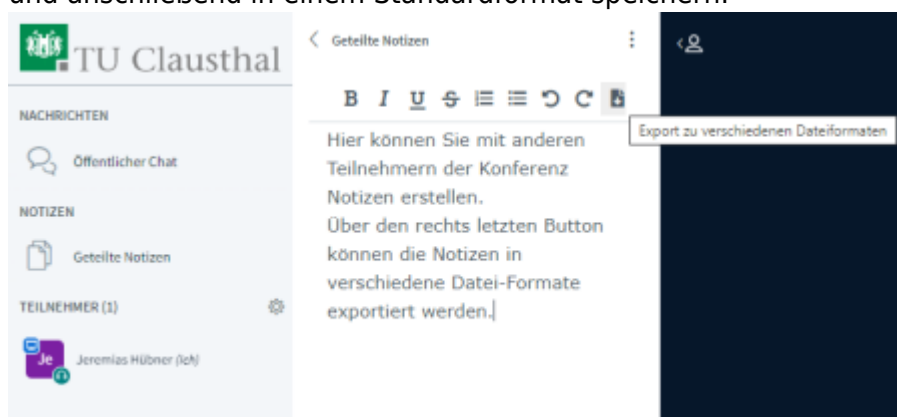 und anschließend in einem Standardformat speichern.
TU Clausthal
NACHRICHTEN
Öffentlicher Chat
NOTIZEN
Geteilte Notizen
TEILNEHMER (1)
Je
Jeremias Hübner (Ich)
Geteilte Notizen
B I U S
Export zu verschiedenen Dateiformaten
Hier können Sie mit anderen
Teilnehmern der Konferenz
Notizen erstellen.
Über den rechts letzten Button
können die Notizen in
verschiedene Datei-Formate
exportiert werden.